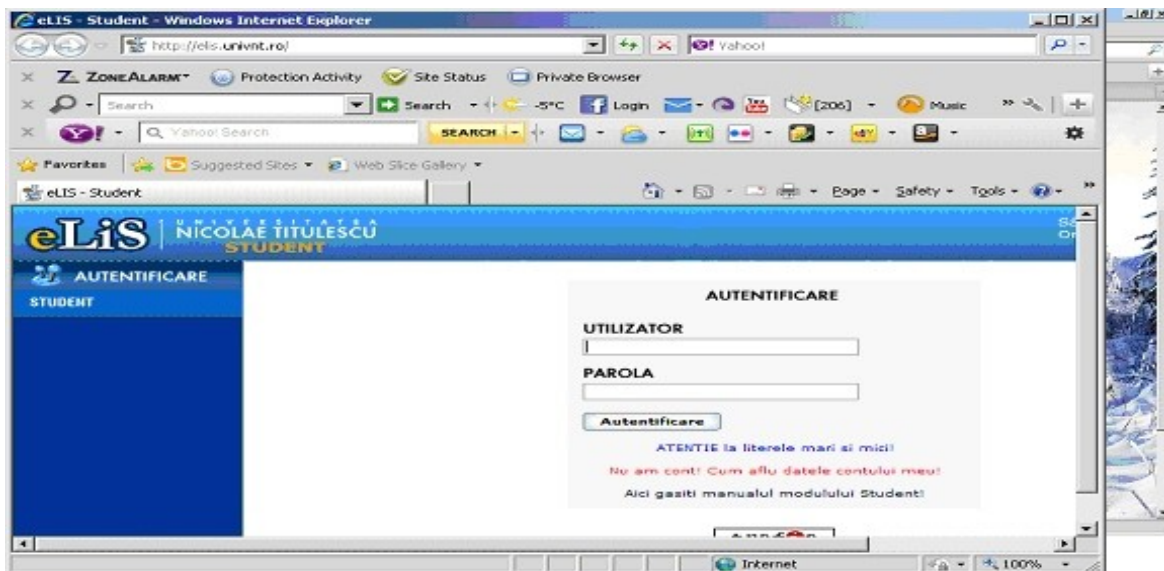 eLIS - Student - Windows Internet Explorer
http://elis.univnt.ro/
Yahoo!
ZONEALARM
Protection Activity
Site Status
Private Browser
Search
Search
-5°C
Login
[206]
Music
Yahoo! Search
SEARCH
Favorites
Suggested Sites
Web Slice Gallery
eLIS - Student
Page
Safety
Tools
eLiS
UNIVERSITATEA
NICOLAE TITULESCU
STUDENT
AUTENTIFICARE
STUDENT
AUTENTIFICARE
UTILIZATOR
PAROLA
Autentificare
ATENTIE la literele mari si mici!
Nu am cont! Cum aflu datele contului meu!
Aici gasiti manualul modulului Student!
Internet
100%